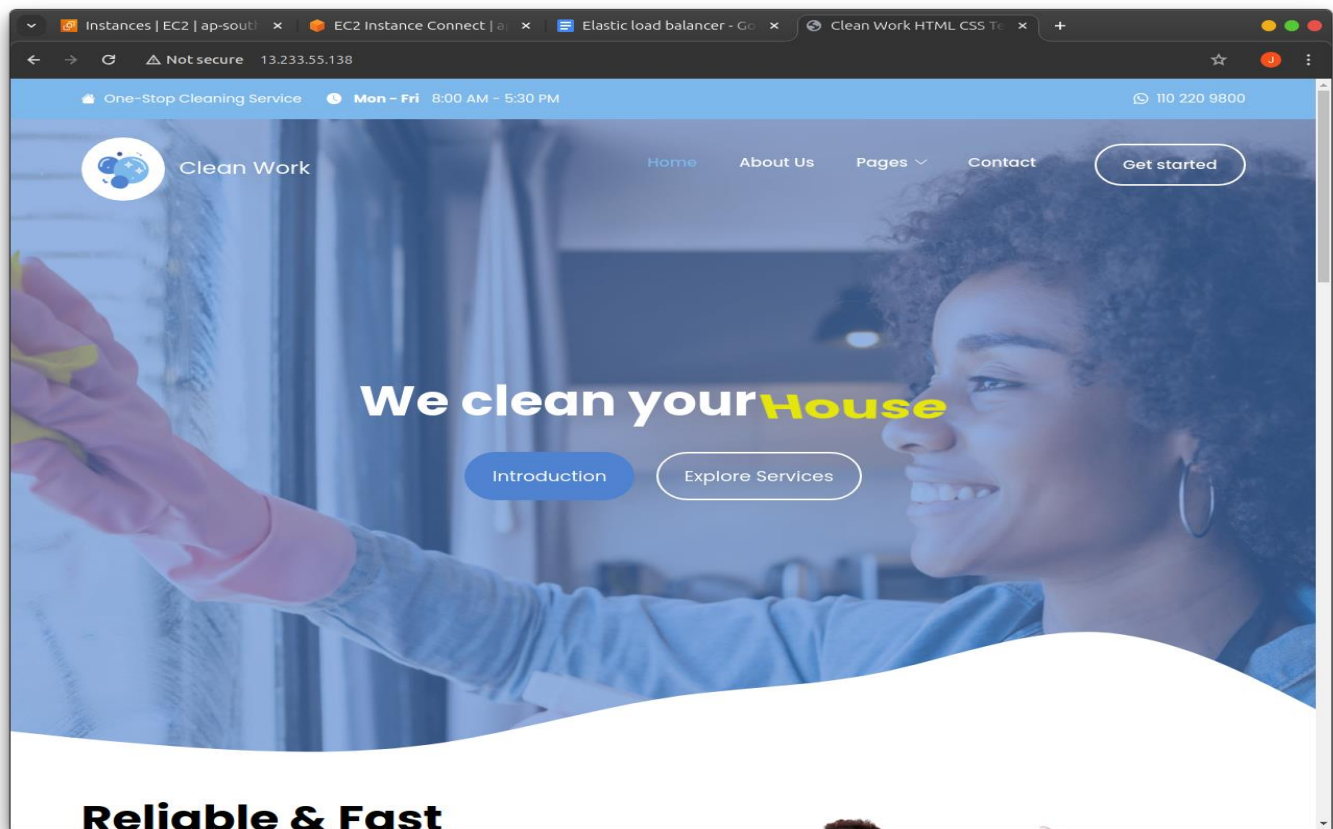 Instances | EC2 | ap-south
EC2 Instance Connect | a
Elastic load balancer - Go
Clean Work HTML CSS Te
Not secure 13.233.55.138
J
One-Stop Cleaning Service Mon - Fri 8:00 AM - 5:30 PM 110 220 9800
Clean Work Home About Us Pages Contact Get started
We clean your House
Introduction Explore Services
Reliable & Fast